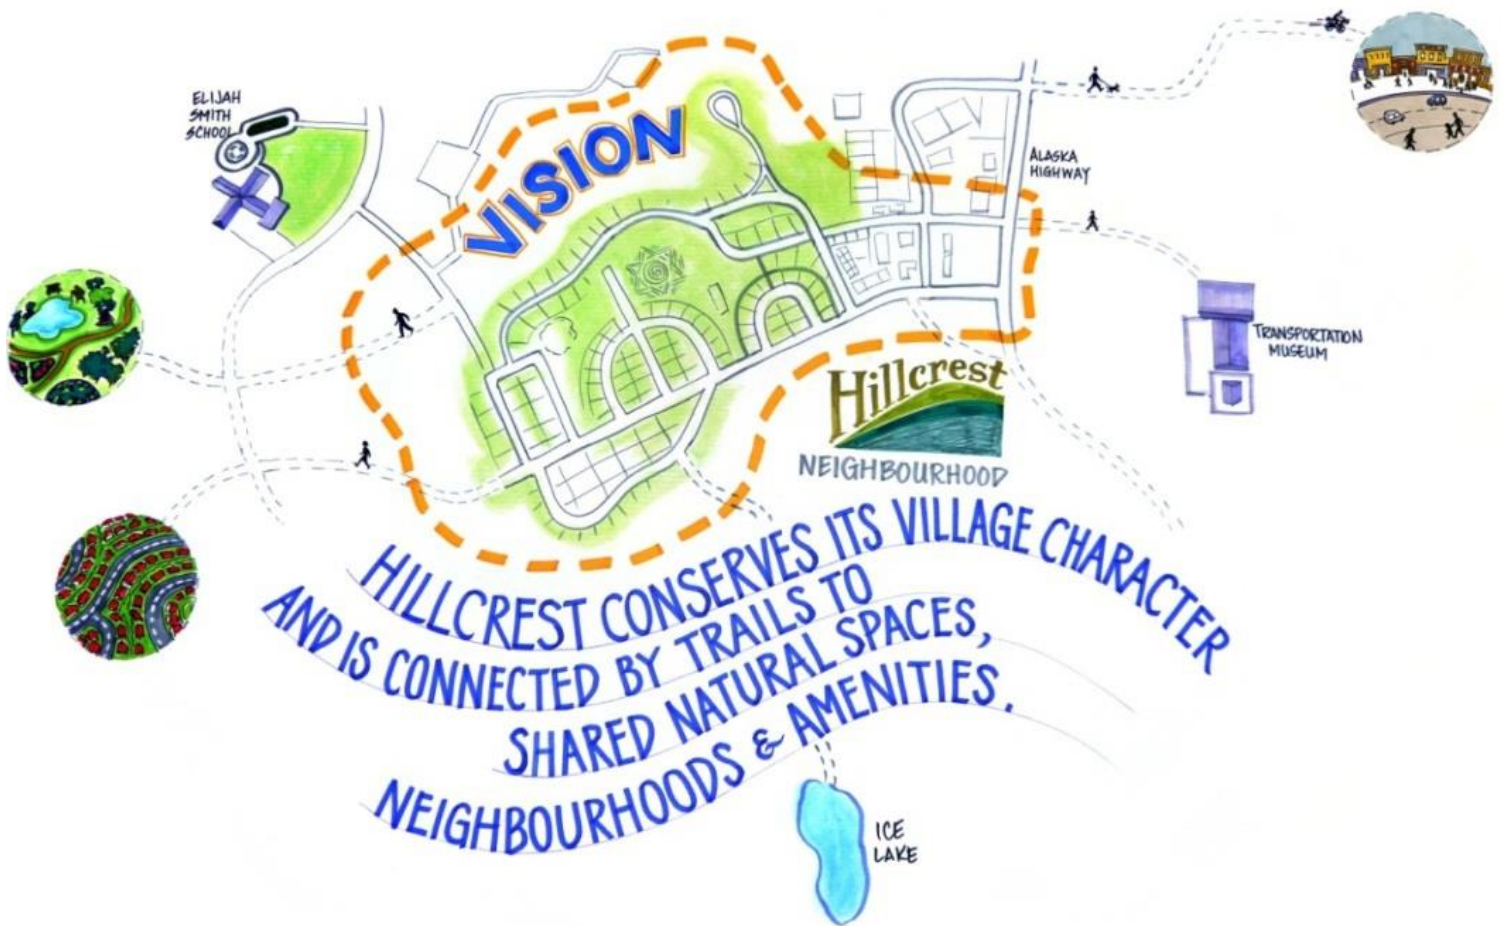 ELIJAH
SMITH
SCHOOL
VISION
ALASKA
HIGHWAY
TRANSPORTATION
MUSEUM
Hillcrest
NEIGHBOURHOOD
HILLCREST CONSERVES ITS VILLAGE CHARACTER
AND IS CONNECTED BY TRAILS TO
SHARED NATURAL SPACES,
NEIGHBOURHOODS & AMENITIES.
ICE
LAKE